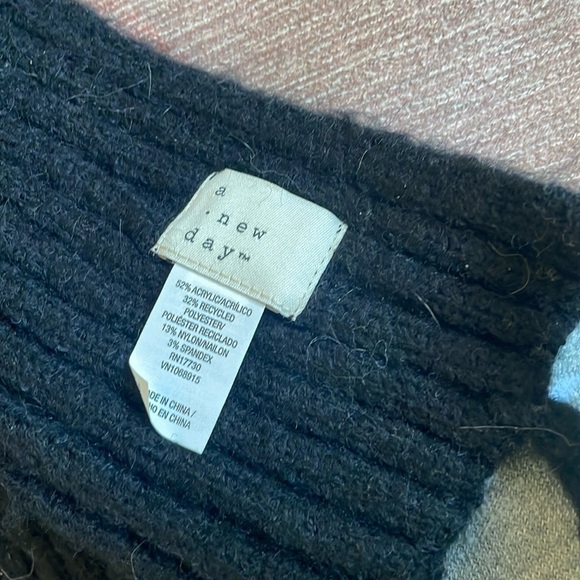 a
. new
day™
52% ACRYLIC/ACRÍLICO
32% RECYCLED
POLYESTER/
POLIÉSTER RECICLADO
13% NYLON/NAILON
3% SPANDEX
RN17730
VN1068915
ADE IN CHINA /
HO EN CHINA